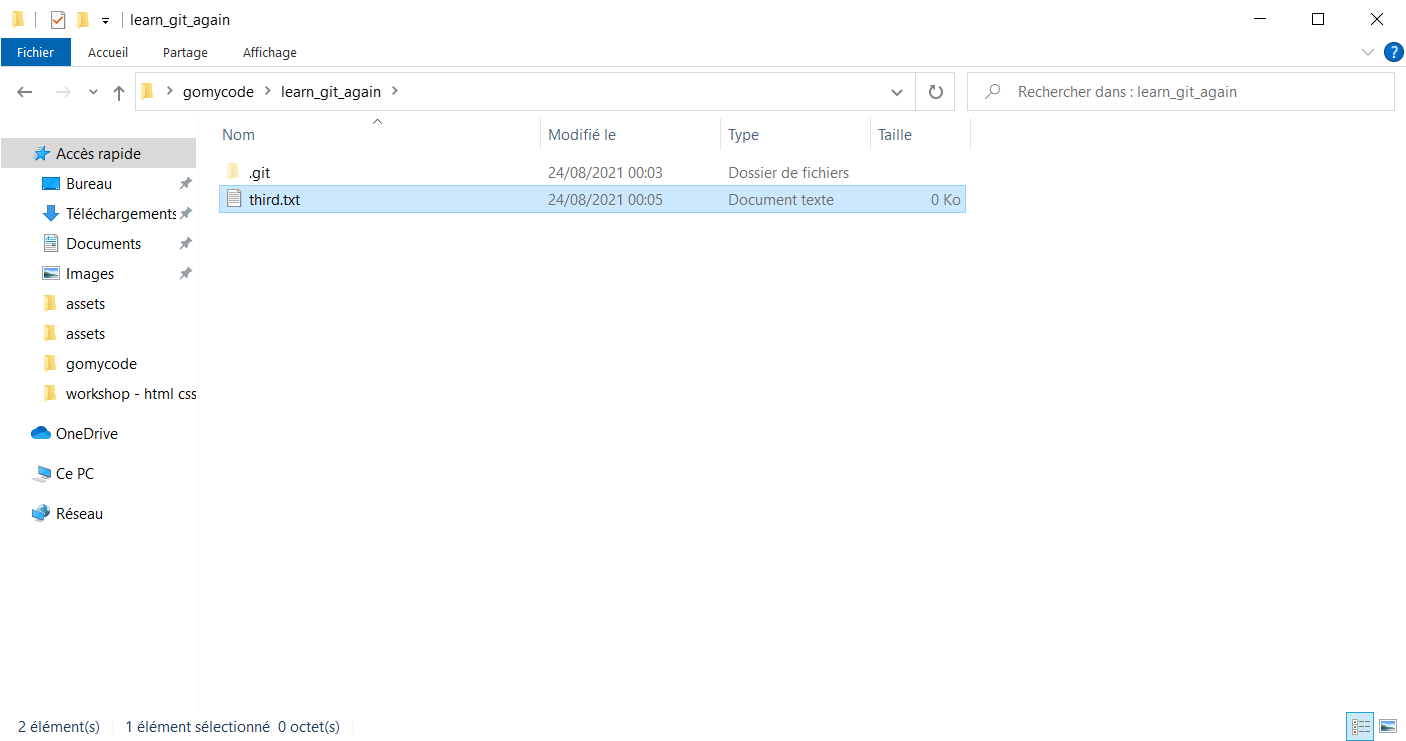 learn_git_again
Fichier Accueil Partage Affichage
gomycode learn_git_again Rechercher dans : learn_git_again
Nom Modifié le Type Taille
Accès rapide
Bureau
Téléchargements
Documents
Images
assets
assets
gomycode
workshop - html css
OneDrive
Ce PC
Réseau
.git 24/08/2021 00:03 Dossier de fichiers
third.txt 24/08/2021 00:05 Document texte 0 Ko
2 élément(s) 1 élément sélectionné 0 octet(s)